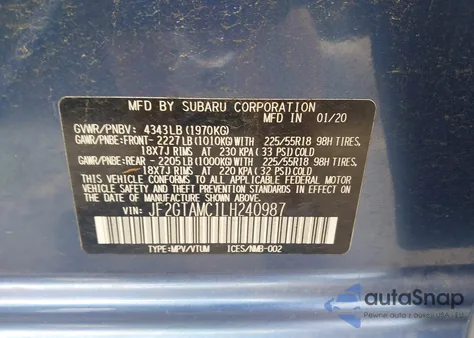 MFD BY SUBARU CORPORATION
MFD IN 01/20
GVWR/PNBV: 4343LB (1970KG)
GAWR/PNBE:FRONT- 2227LB (1010KG) WITH 225/55R18 98H TIRES,
18X7J RIMS AT 230 KPA (33 PSI) COLD
GAWR/PNBE:REAR - 2205LB (1000KG) WITH 225/55R18 98H TIRES,
18X7J RIMS AT 220 KPA (32 PSI) COLD
THIS VEHICLE CONFORMS TO ALL APPLICABLE FEDERAL MOTOR
VEHICLE SAFETY AND THEFT PREVENTION STANDARDS IN EFFECT
ON THE DATE OF MANUFACTURE SHOWN ABOVE.
VIN: JF2GTAMC1LH240987
TYPE:MPV/VTUM ICES/NMB-002
autoSnap
Pewne auta z USA